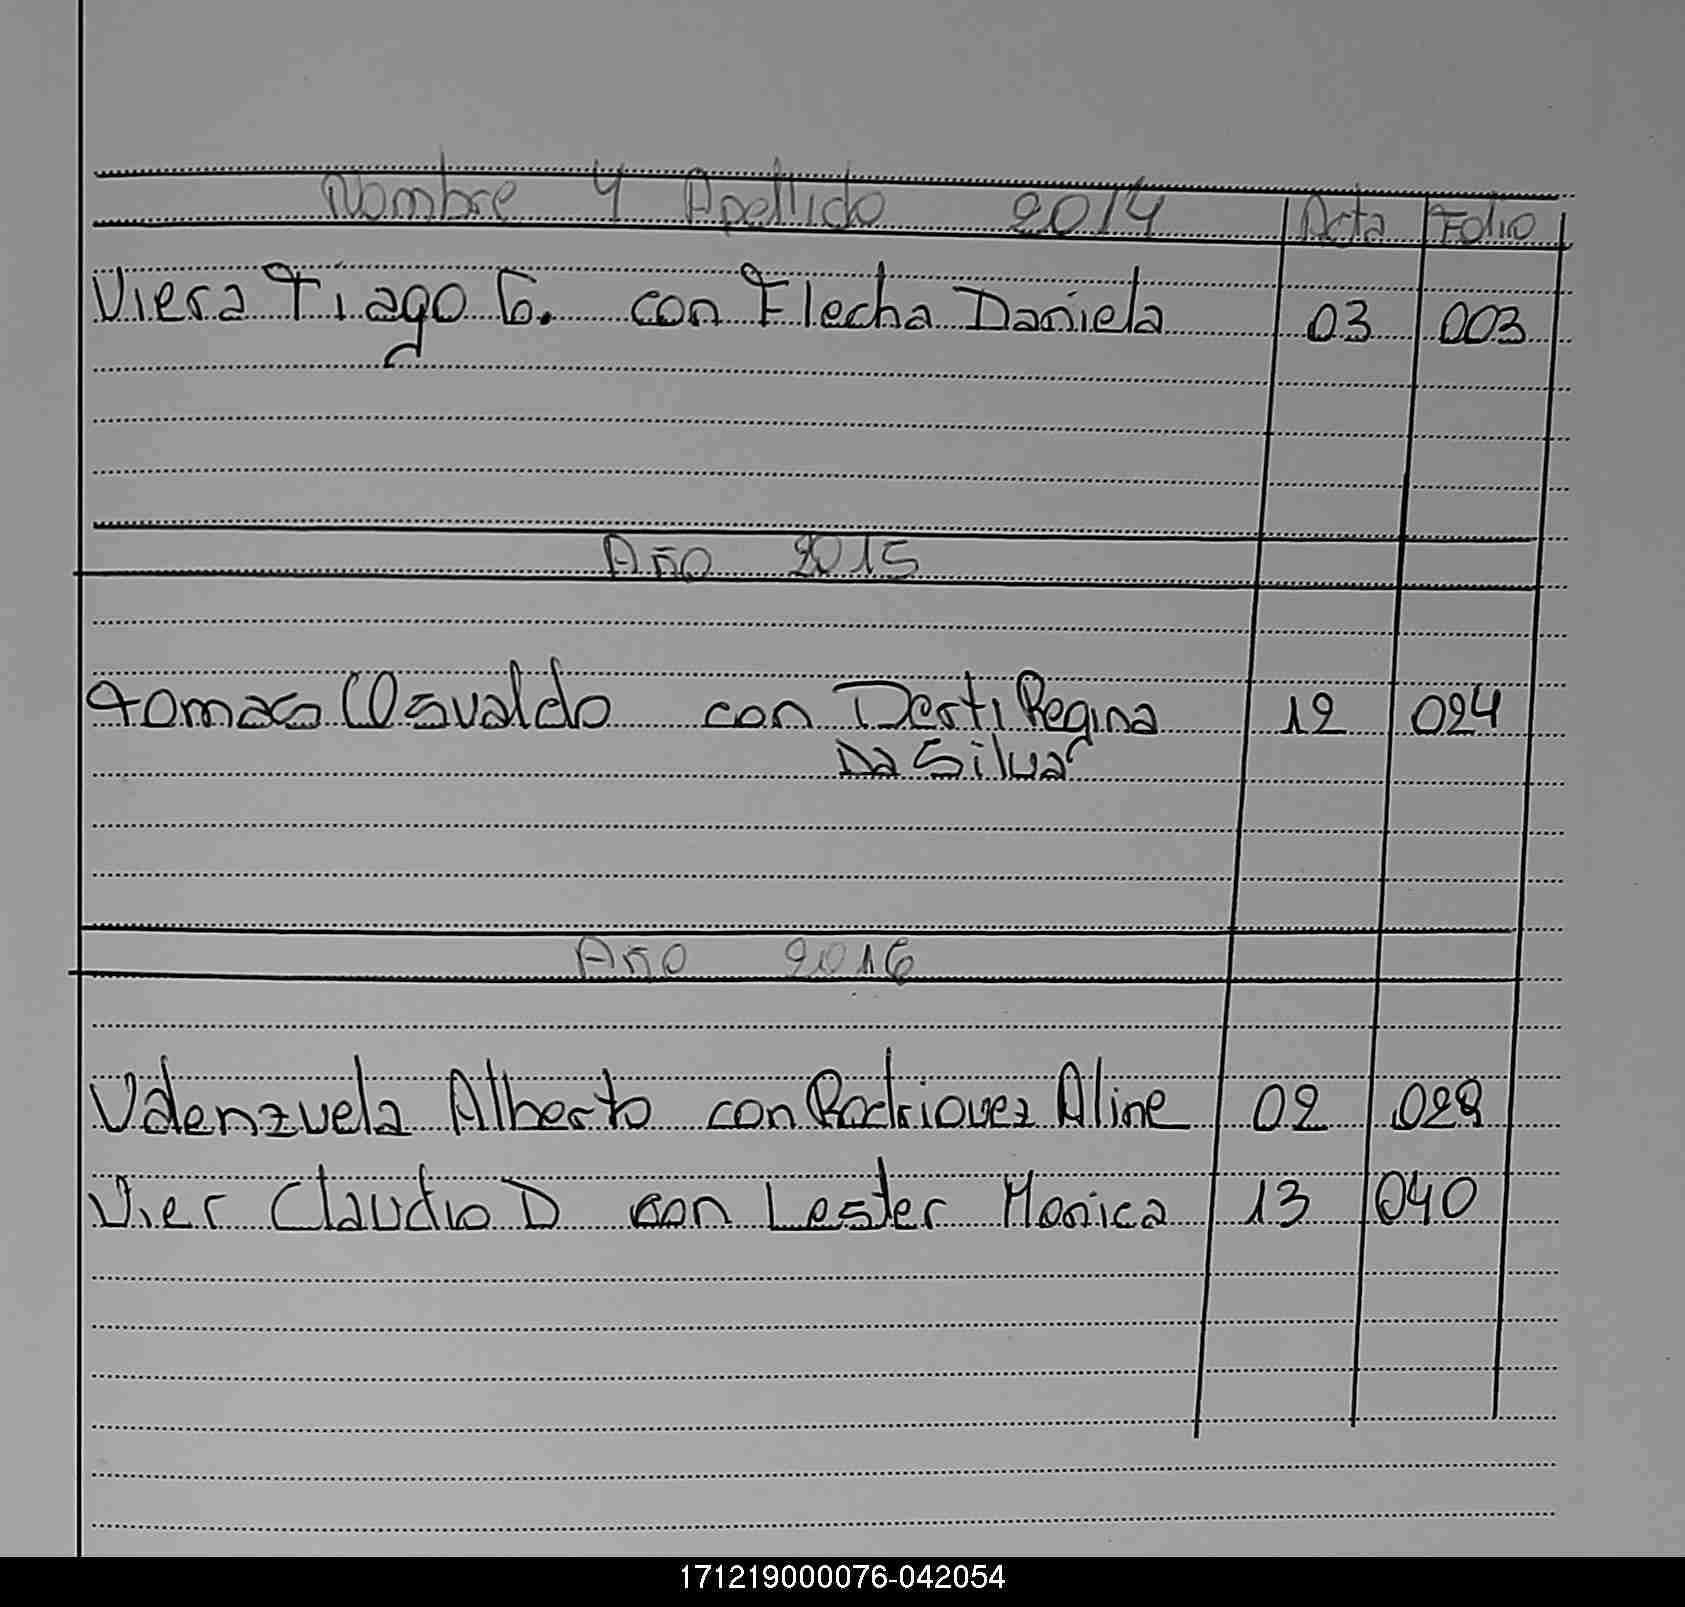 Nombre Y Apellido 2014 Acta Folio
Viera Tiago G. con Flecha Daniela 03 003
Año 2015
Tomas Osvaldo con Desti Regina 12 024
Da Silva
Año 2016
Valenzuela Alberto con Rodriguez Aline 02 029
Vier Claudio D con Lester Monica 13 040
171219000076-042054